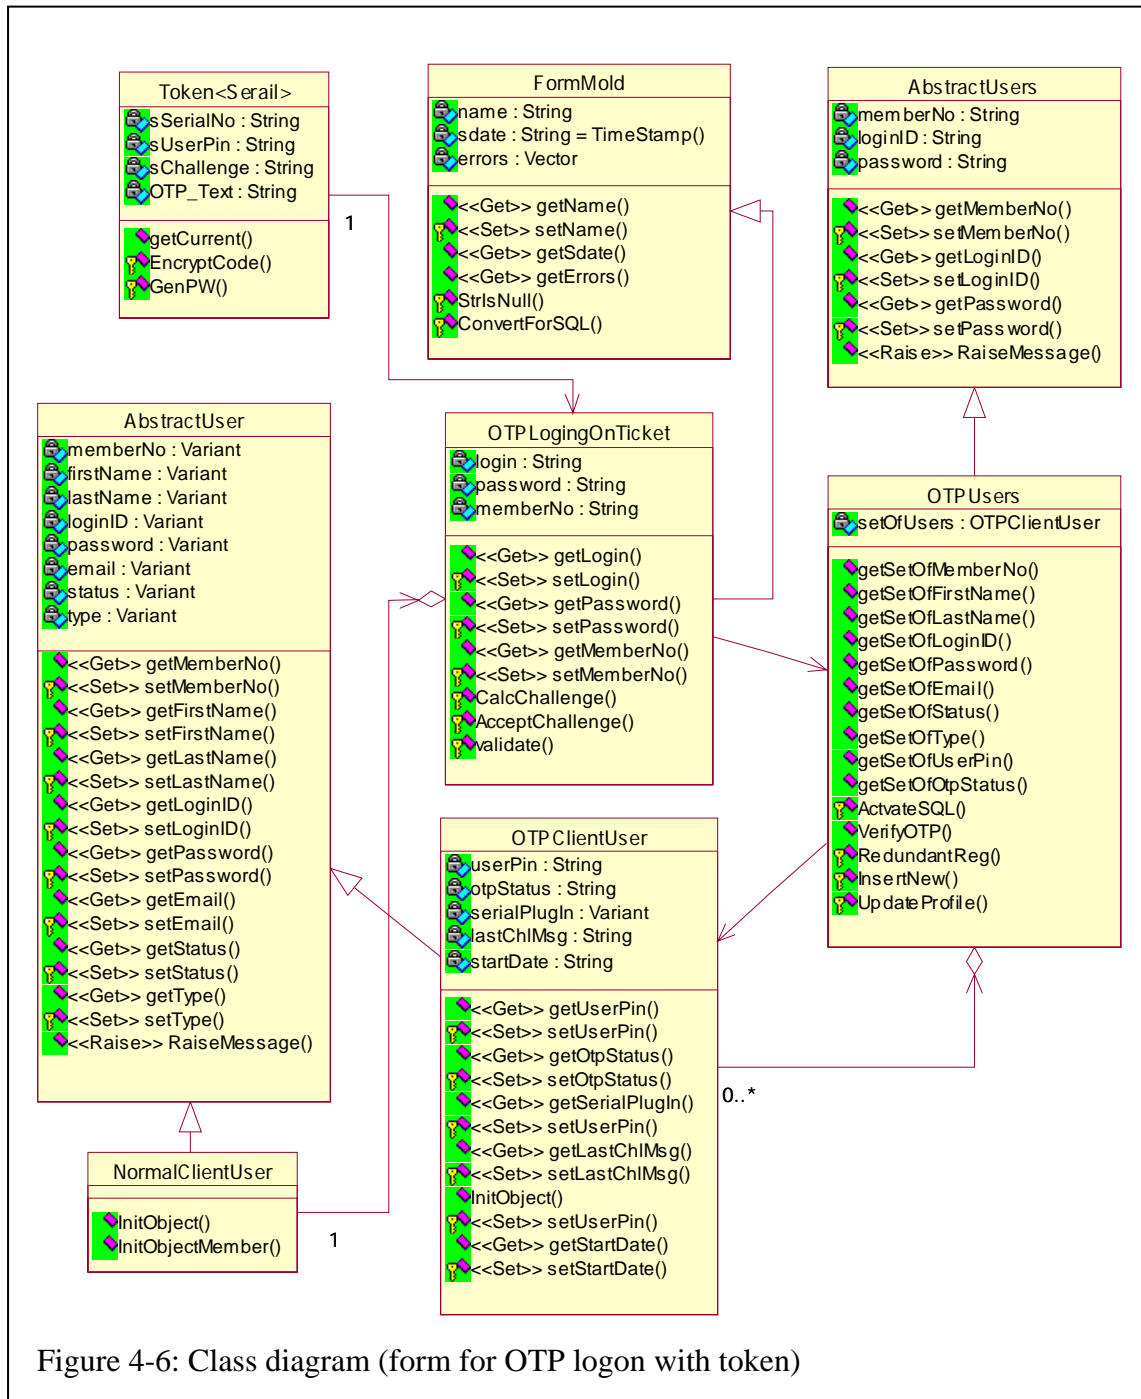 Token<Serail>
sSerialNo : String
sUserPin : String
sChallenge : String
OTP_Text : String
getCurrent()
EncryptCode()
GenPW()
1
FormMold
name : String
sdate : String = TimeStamp()
errors : Vector
<<Get>> getName()
<<Set>> setName()
<<Get>> getSdate()
<<Get>> getErrors()
StrIsNull()
ConvertForSQL()
AbstractUsers
memberNo : String
loginID : String
password : String
<<Get>> getMemberNo()
<<Set>> setMemberNo()
<<Get>> getLoginID()
<<Set>> setLoginID()
<<Get>> getPassword()
<<Set>> setPassword()
<<Raise>> RaiseMessage()
AbstractUser
memberNo : Variant
firstName : Variant
lastName : Variant
loginID : Variant
password : Variant
email : Variant
status : Variant
type : Variant
<<Get>> getMemberNo()
<<Set>> setMemberNo()
<<Get>> getFirstName()
<<Set>> setFirstName()
<<Get>> getLastName()
<<Set>> setLastName()
<<Get>> getLoginID()
<<Set>> setLoginID()
<<Get>> getPassword()
<<Set>> setPassword()
<<Get>> getEmail()
<<Set>> setEmail()
<<Get>> getStatus()
<<Set>> setStatus()
<<Get>> getType()
<<Set>> setType()
<<Raise>> RaiseMessage()
OTPLogingOnTicket
login : String
password : String
memberNo : String
<<Get>> getLogin()
<<Set>> setLogin()
<<Get>> getPassword()
<<Set>> setPassword()
<<Get>> getMemberNo()
<<Set>> setMemberNo()
CalcChallenge()
AcceptChallenge()
validate()
OTPUsers
setOfUsers : OTPClientUser
getSetOfMemberNo()
getSetOfFirstName()
getSetOfLastName()
getSetOfLoginID()
getSetOfPassword()
getSetOfEmail()
getSetOfStatus()
getSetOfType()
getSetOfUserPin()
getSetOfOtpStatus()
ActvateSQL()
VerifyOTP()
RedundantReg()
InsertNew()
UpdateProfile()
OTPClientUser
userPin : String
otpStatus : String
serialPlugIn : Variant
lastChlMsg : String
startDate : String
<<Get>> getUserPin()
<<Set>> setUserPin()
<<Get>> getOtpStatus()
<<Set>> setOtpStatus()
<<Get>> getSerialPlugIn()
<<Set>> setUserPin()
<<Get>> getLastChlMsg()
<<Set>> setLastChlMsg()
InitObject()
<<Set>> setUserPin()
<<Get>> getStartDate()
<<Set>> setStartDate()
0..*
NormalClientUser
InitObject()
InitObjectMember()
1
Figure 4-6: Class diagram (form for OTP logon with token)